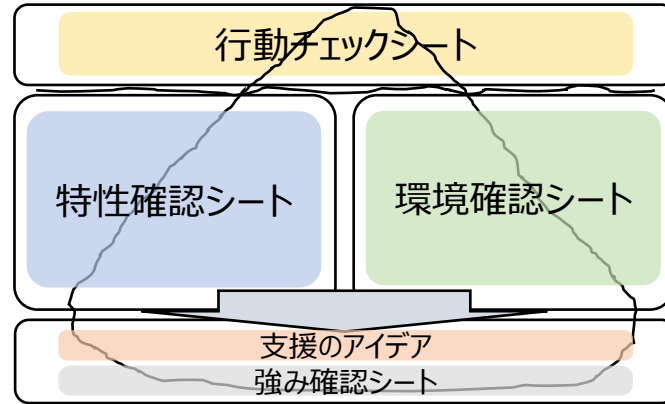 行動チェックシート
特性確認シート
環境確認シート
支援のアイデア
強み確認シート